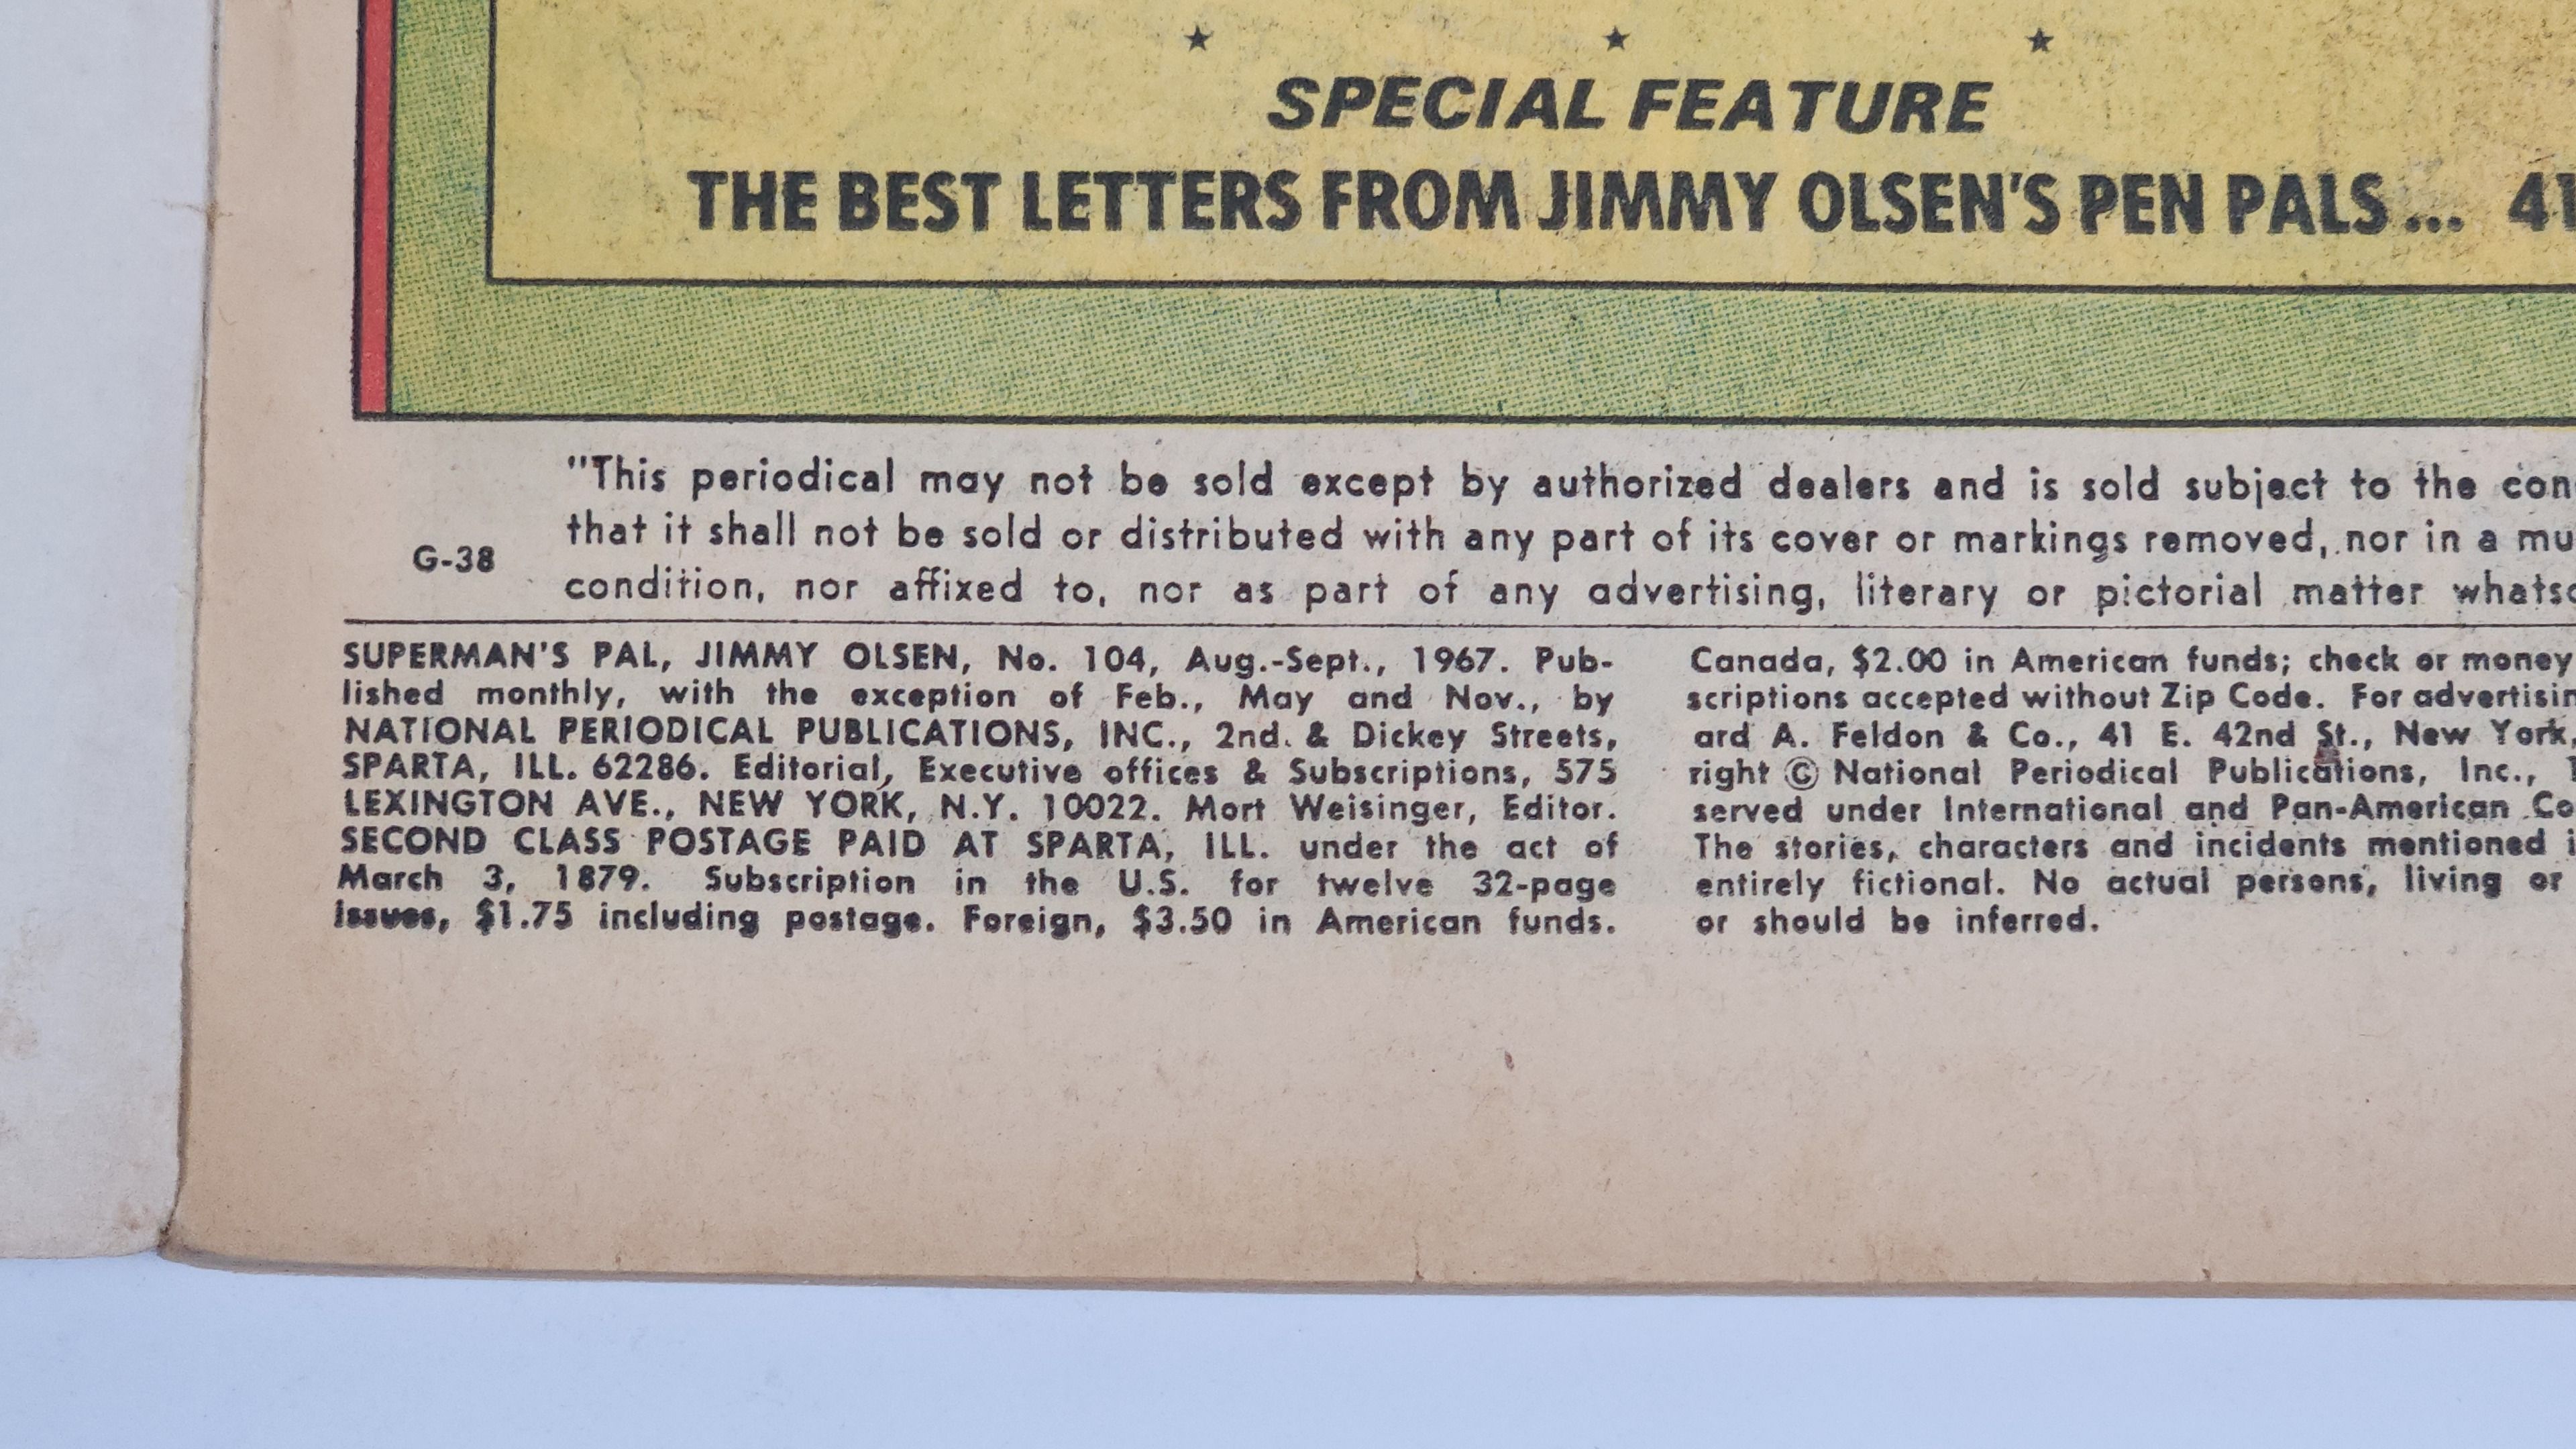 SPECIAL FEATURE
THE BEST LETTERS FROM JIMMY OLSEN'S PEN PALS... 41
"This periodical may not be sold except by authorized dealers and is sold subject to the con
that it shall not be sold or distributed with any part of its cover or markings removed, nor in a mu
condition, nor affixed to, nor as part of any advertising, literary or pictorial matter whatso
G-38
SUPERMAN'S PAL, JIMMY OLSEN, No. 104, Aug.-Sept., 1967. Pub-
lished monthly, with the exception of Feb., May and Nov., by
NATIONAL PERIODICAL PUBLICATIONS, INC., 2nd. & Dickey Streets,
SPARTA, ILL. 62286. Editorial, Executive offices & Subscriptions, 575
LEXINGTON AVE., NEW YORK, N.Y. 10022. Mort Weisinger, Editor.
SECOND CLASS POSTAGE PAID AT SPARTA, ILL. under the act of
March 3, 1879. Subscription in the U.S. for twelve 32-page
issues, $1.75 including postage. Foreign, $3.50 in American funds.
Canada, $2.00 in American funds; check or money
scriptions accepted without Zip Code. For advertisin
ard A. Feldon & Co., 41 E. 42nd St., New York,
right © National Periodical Publications, Inc., 1
served under International and Pan-American Co
The stories, characters and incidents mentioned i
entirely fictional. No actual persons, living or
or should be inferred.